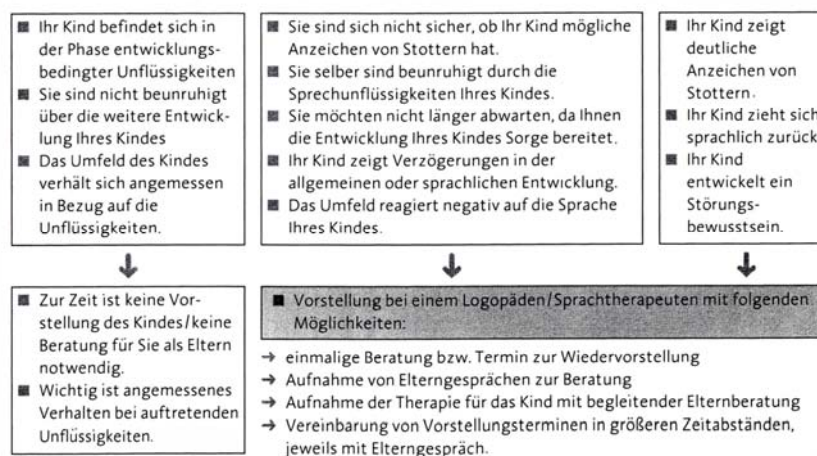 ■ Ihr Kind befindet sich in
der Phase entwicklungs-
bedingter Unflüssigkeiten
■ Sie sind nicht beunruhigt
über die weitere Entwick-
lung Ihres Kindes
■ Das Umfeld des Kindes
verhält sich angemessen
in Bezug auf die
Unflüssigkeiten.
■ Sie sind sich nicht sicher, ob Ihr Kind mögliche
Anzeichen von Stottern hat.
■ Sie selber sind beunruhigt durch die
Sprechunflüssigkeiten Ihres Kindes.
■ Sie möchten nicht länger abwarten, da Ihnen
die Entwicklung Ihres Kindes Sorge bereitet.
■ Ihr Kind zeigt Verzögerungen in der
allgemeinen oder sprachlichen Entwicklung.
■ Das Umfeld reagiert negativ auf die Sprache
Ihres Kindes.
■ Ihr Kind zeigt
deutliche
Anzeichen von
Stottern.
■ Ihr Kind zieht sich
sprachlich zurück
■ Ihr Kind
entwickelt ein
Störungs-
bewusstsein.
■ Zur Zeit ist keine Vor-
stellung des Kindes/keine
Beratung für Sie als Eltern
notwendig.
■ Wichtig ist angemessenes
Verhalten bei auftretenden
Unflüssigkeiten.
■ Vorstellung bei einem Logopäden/Sprachtherapeuten mit folgenden
Möglichkeiten:
→ einmalige Beratung bzw. Termin zur Wiedervorstellung
→ Aufnahme von Elterngesprächen zur Beratung
→ Aufnahme der Therapie für das Kind mit begleitender Elternberatung
→ Vereinbarung von Vorstellungsterminen in größeren Zeitabständen,
jeweils mit Elterngespräch.